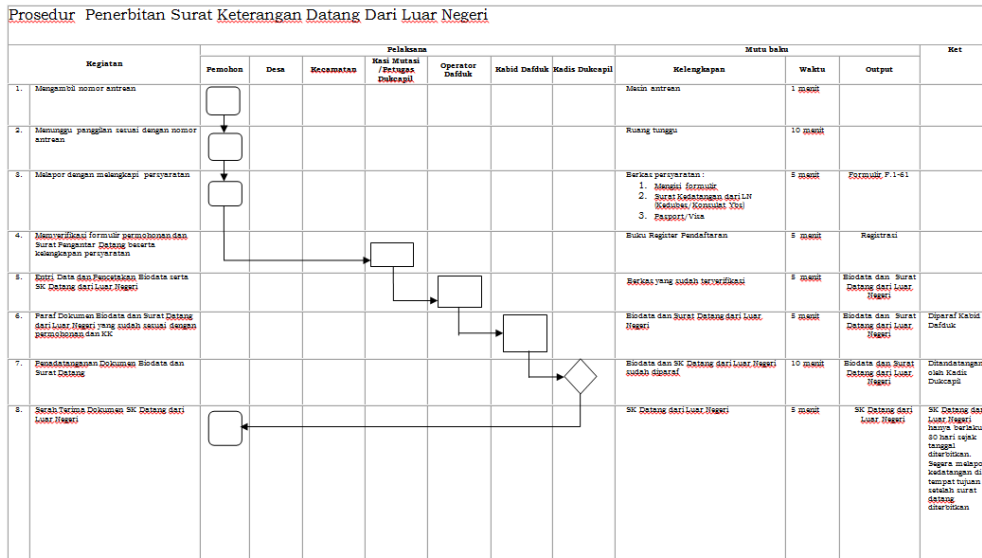 Prosedur Penerbitan Surat Keterangan Datang Dari Luar Negeri
Kegiatan
Pelaksana
Mutu baku
Ket
Pemohon
Desa
Kecamatan
Kasi Mutasi
/Petugas
Dukcapil
Operator
Dafduk
Kabid Dafduk
Kadis Dukcapil
Kelengkapan
Waktu
Output
1.
Mengambil nomor antrean
Mesin antrean
1 menit
2.
Menunggu panggilan sesuai dengan nomor
antrean
Ruang tunggu
10 menit
3.
Melapor dengan melengkapi persyaratan
Berkas persyaratan :
1. Mengisi formulir
2. Surat Kedatangan dari LN
(Kedubes/Konsulat Ybs)
3. Pasport/Visa
5 menit
Formulir F.1-61
4.
Memverifikasi formulir permohonan dan
Surat Pengantar Datang beserta
kelengkapan persyaratan
Buku Register Pendaftaran
5 menit
Registrasi
5.
Entri Data dan Pencetakan Biodata serta
SK Datang dari Luar Negeri
Berkas yang sudah terverifikasi
5 menit
Biodata dan Surat
Datang dari Luar
Negeri
6.
Paraf Dokumen Biodata dan Surat Datang
dari Luar Negeri yang sudah sesuai dengan
permohonan dan KK
Biodata dan Surat Datang dari Luar
Negeri
5 menit
Biodata dan Surat
Datang dari Luar
Negeri
Diparaf Kabid
Dafduk
7.
Penadatanganan Dokumen Biodata dan
Surat Datang
Biodata dan SK Datang dari Luar Negeri
sudah diparaf
10 menit
Biodata dan Surat
Datang dari Luar
Negeri
Ditandatangan
oleh Kadis
Dukcapil
8.
Serah Terima Dokumen SK Datang dari
Luar Negeri
SK Datang dari Luar Negeri
5 menit
SK Datang dari
Luar Negeri
SK Datang dar
Luar Negeri
hanya berlaku
30 hari sejak
tanggal
diterbitkan.
Segera melapo
kedatangan di
tempat tujuan
setelah surat
datang
diterbitkan